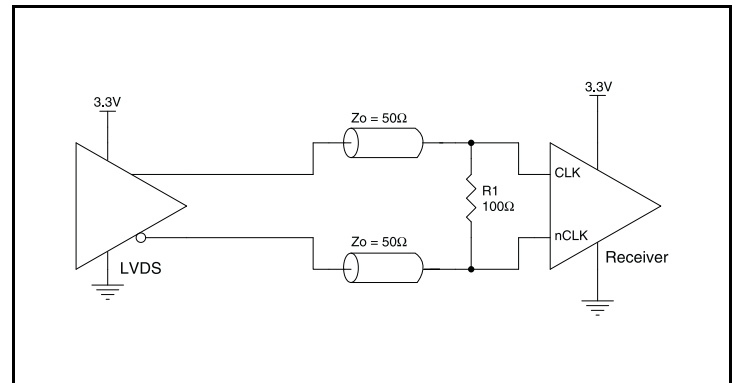 3.3V
3.3V
Zo = 50Ω
CLK
R1
100Ω
nCLK
Zo = 50Ω
LVDS
Receiver